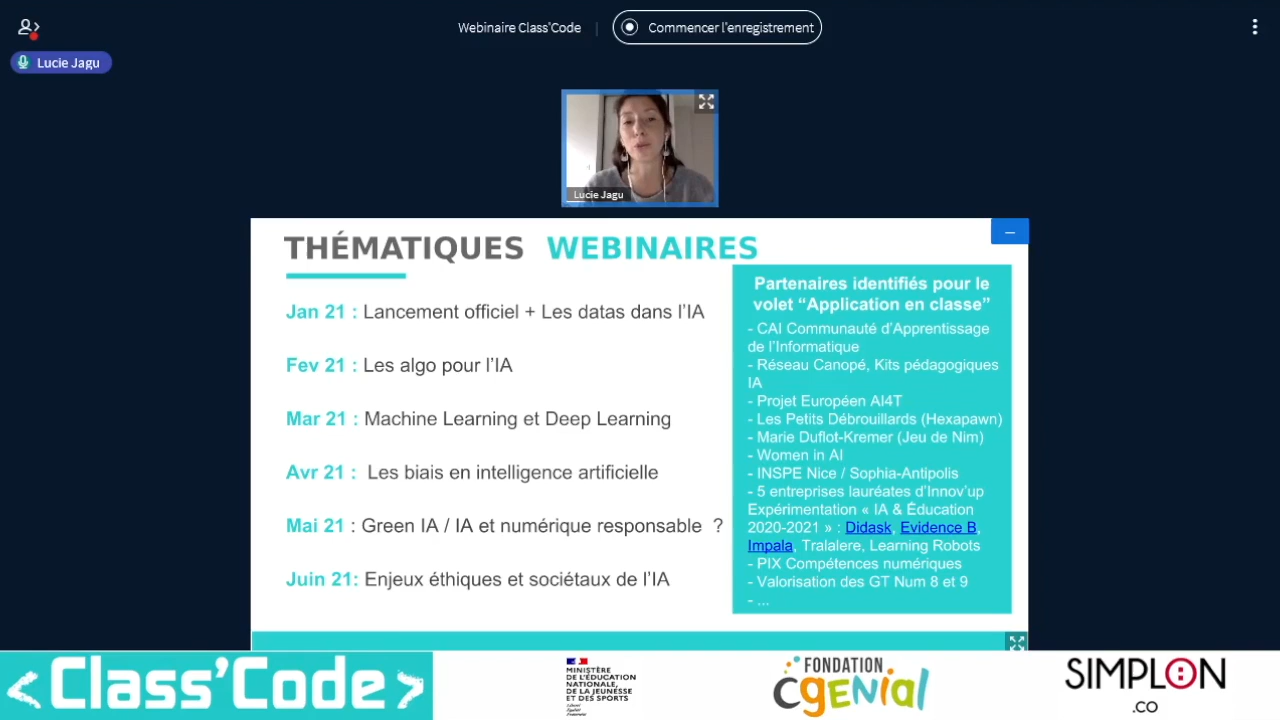 Webinaire Class'Code
Commencer l'enregistrement
Lucie Jagu
Lucie Jagu
THÉMATIQUES WEBINAIRES
Jan 21 : Lancement officiel + Les datas dans l'IA
Fev 21 : Les algo pour l'IA
Mar 21 : Machine Learning et Deep Learning
Avr 21 : Les biais en intelligence artificielle
Mai 21 : Green IA / IA et numérique responsable ?
Juin 21: Enjeux éthiques et sociétaux de l'IA
Partenaires identifiés pour le
volet “Application en classe”
- CAI Communauté d'Apprentissage
de l'Informatique
- Réseau Canopé, Kits pédagogiques
IA
- Projet Européen AI4T
- Les Petits Débrouillards (Hexapawn)
- Marie Duflot-Kremer (Jeu de Nim)
- Women in AI
- INSPE Nice / Sophia-Antipolis
- 5 entreprises lauréates d'Innov'up
Expérimentation « IA & Éducation
2020-2021 » : Didask, Evidence B,
Impala, Tralalere, Learning Robots
- PIX Compétences numériques
- Valorisation des GT Num 8 et 9
- ...
<Class'Code>
MINISTÈRE
DE L'ÉDUCATION
NATIONALE,
DE LA JEUNESSE
ET DES SPORTS
Liberté
Égalité
Fraternité
FONDATION
CGENIAL
SIMPLON
.CO